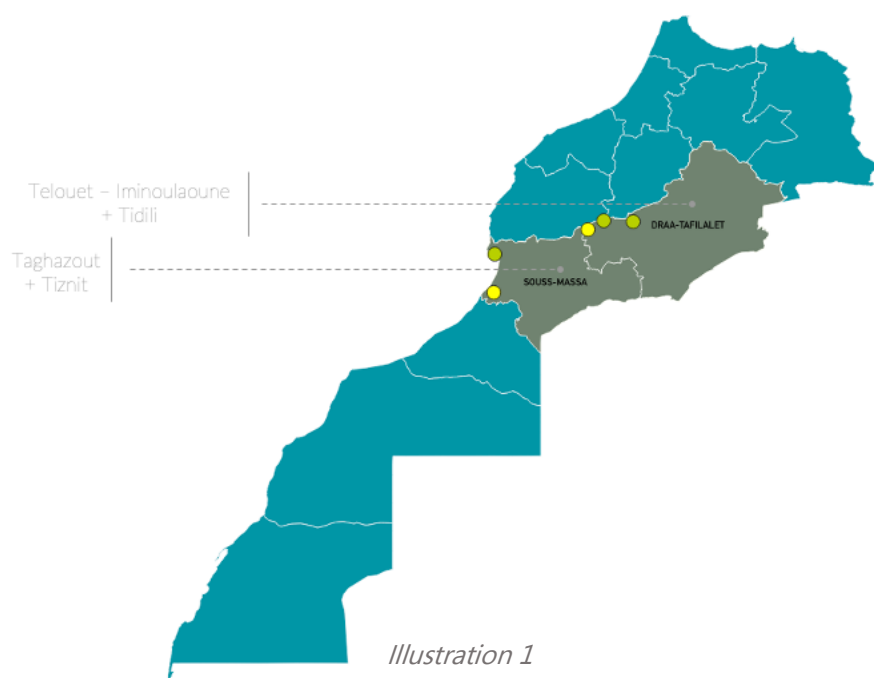 Telouet – Iminoulaoune
+ Tidili
DRAA-TAFILALET
Taghazout
+ Tiznit
SOUSS-MASSA
Illustration 1